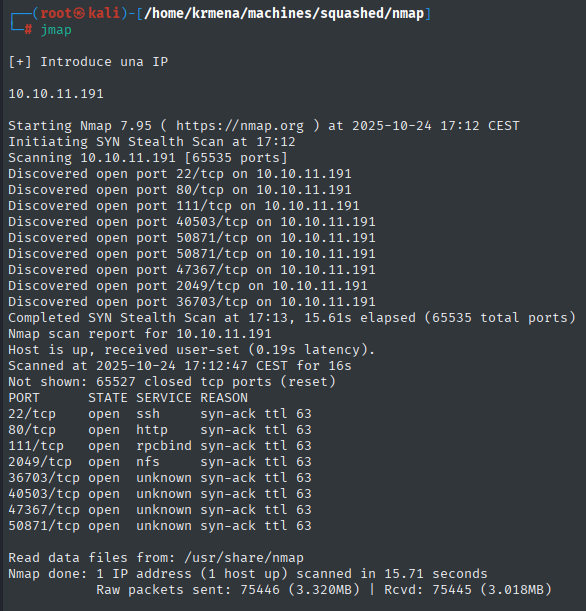 ┌──(root㉿kali)-[/home/krmena/machines/squashed/nmap]
└─# jmap

[+] Introduce una IP

10.10.11.191

Starting Nmap 7.95 ( https://nmap.org ) at 2025-10-24 17:12 CEST
Initiating SYN Stealth Scan at 17:12
Scanning 10.10.11.191 [65535 ports]
Discovered open port 22/tcp on 10.10.11.191
Discovered open port 80/tcp on 10.10.11.191
Discovered open port 111/tcp on 10.10.11.191
Discovered open port 40503/tcp on 10.10.11.191
Discovered open port 50871/tcp on 10.10.11.191
Discovered open port 50871/tcp on 10.10.11.191
Discovered open port 47367/tcp on 10.10.11.191
Discovered open port 2049/tcp on 10.10.11.191
Discovered open port 36703/tcp on 10.10.11.191
Completed SYN Stealth Scan at 17:13, 15.61s elapsed (65535 total ports)
Nmap scan report for 10.10.11.191
Host is up, received user-set (0.19s latency).
Scanned at 2025-10-24 17:12:47 CEST for 16s
Not shown: 65527 closed tcp ports (reset)
PORT      STATE SERVICE REASON
22/tcp    open  ssh     syn-ack ttl 63
80/tcp    open  http    syn-ack ttl 63
111/tcp   open  rpcbind syn-ack ttl 63
2049/tcp  open  nfs     syn-ack ttl 63
36703/tcp open  unknown syn-ack ttl 63
40503/tcp open  unknown syn-ack ttl 63
47367/tcp open  unknown syn-ack ttl 63
50871/tcp open  unknown syn-ack ttl 63

Read data files from: /usr/share/nmap
Nmap done: 1 IP address (1 host up) scanned in 15.71 seconds
           Raw packets sent: 75446 (3.320MB) | Rcvd: 75445 (3.018MB)